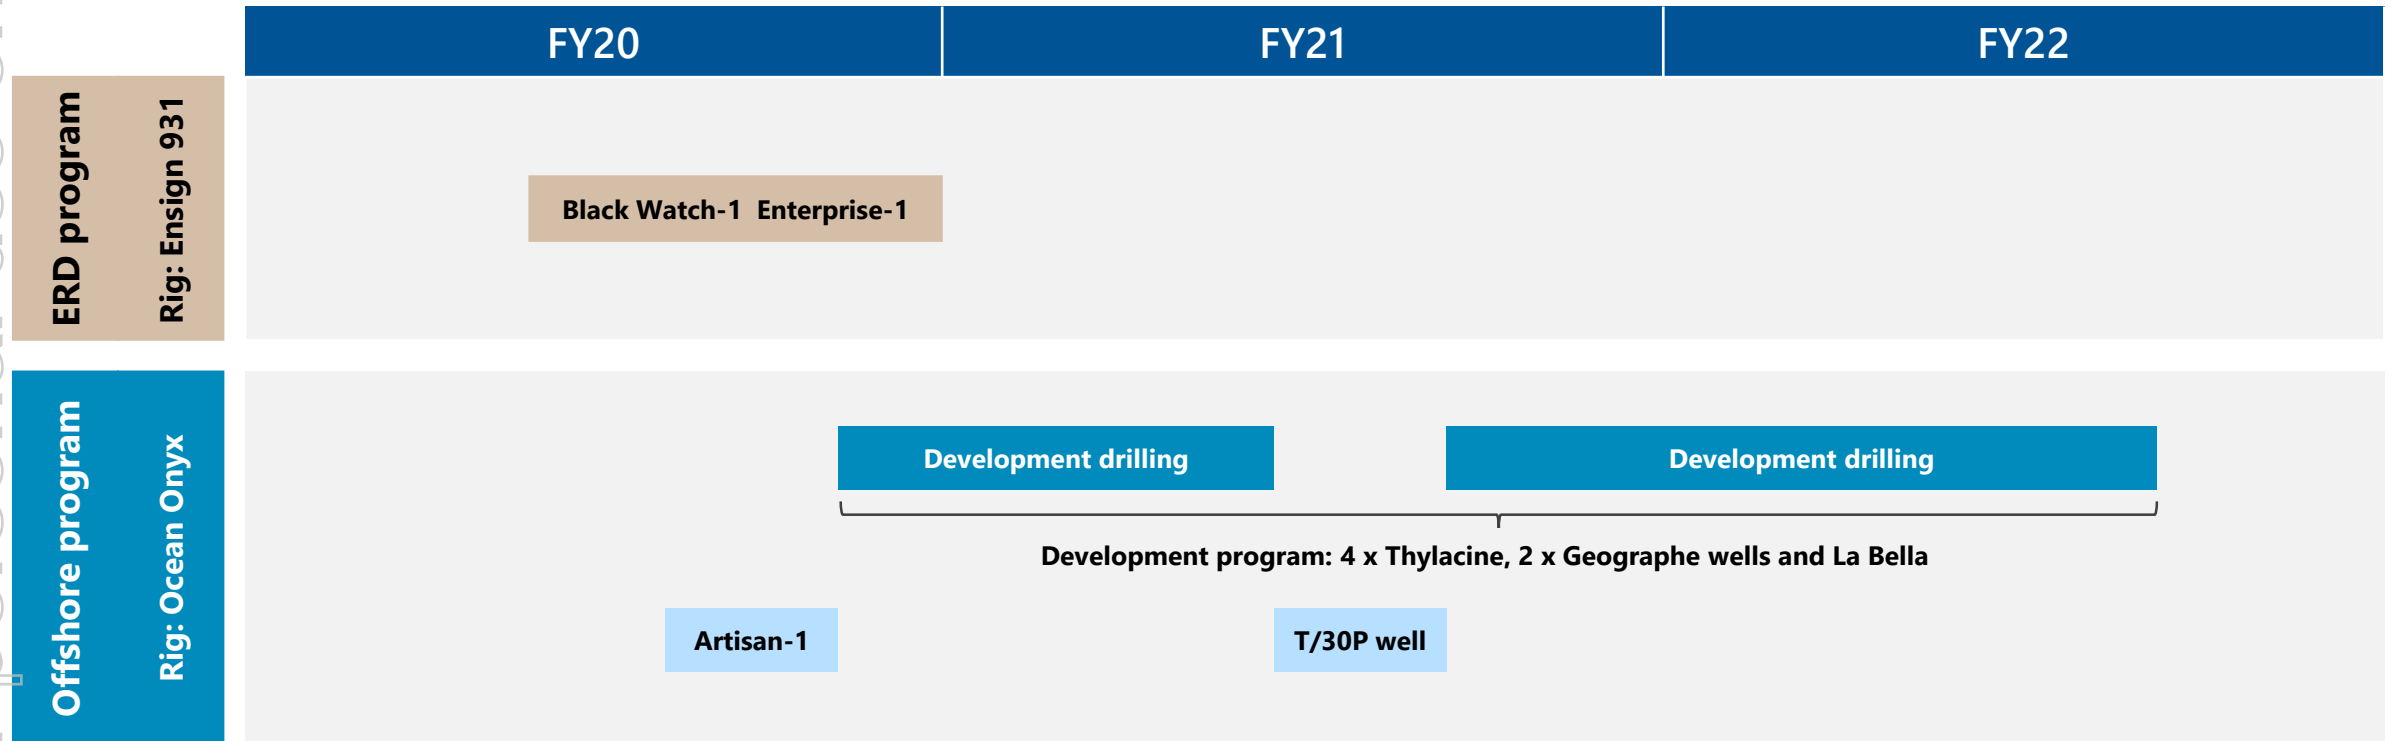 FY20
FY21
FY22
ERD program
Rig: Ensign 931
Black Watch-1 Enterprise-1
Offshore program
Rig: Ocean Onyx
Development drilling
Development drilling
Development program: 4 x Thylacine, 2 x Geographe wells and La Bella
Artisan-1
T/30P well